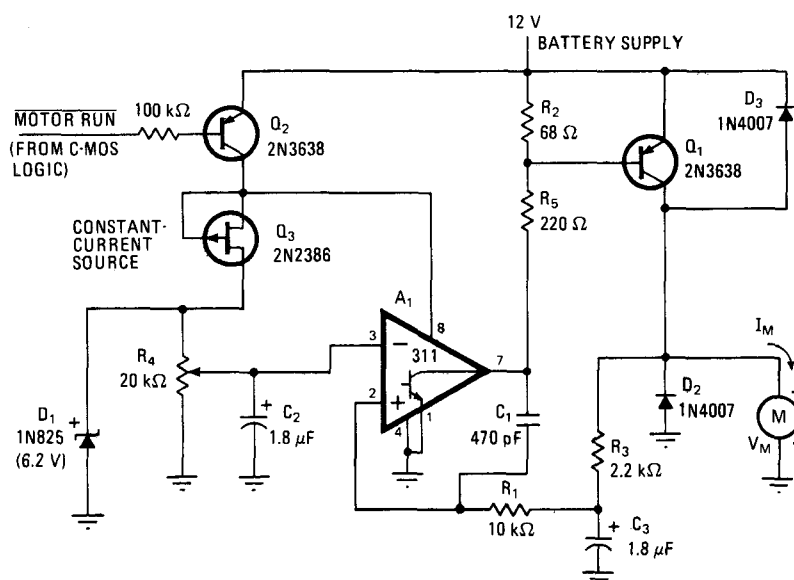 12 V
BATTERY SUPPLY
MOTOR RUN
(FROM C-MOS
LOGIC)
100 kΩ
Q2
2N3638
R2
68 Ω
Q1
2N3638
D3
1N4007
CONSTANT-
CURRENT
SOURCE
Q3
2N2386
R5
220 Ω
A1
8
3
−
311
7
2
+
4
1
R4
20 kΩ
+
C2
1.8 μF
D1
+
1N825
(6.2 V)
C1
470 pF
IM
+
M
VM
−
D2
1N4007
R3
2.2 kΩ
R1
10 kΩ
+
C3
1.8 μF